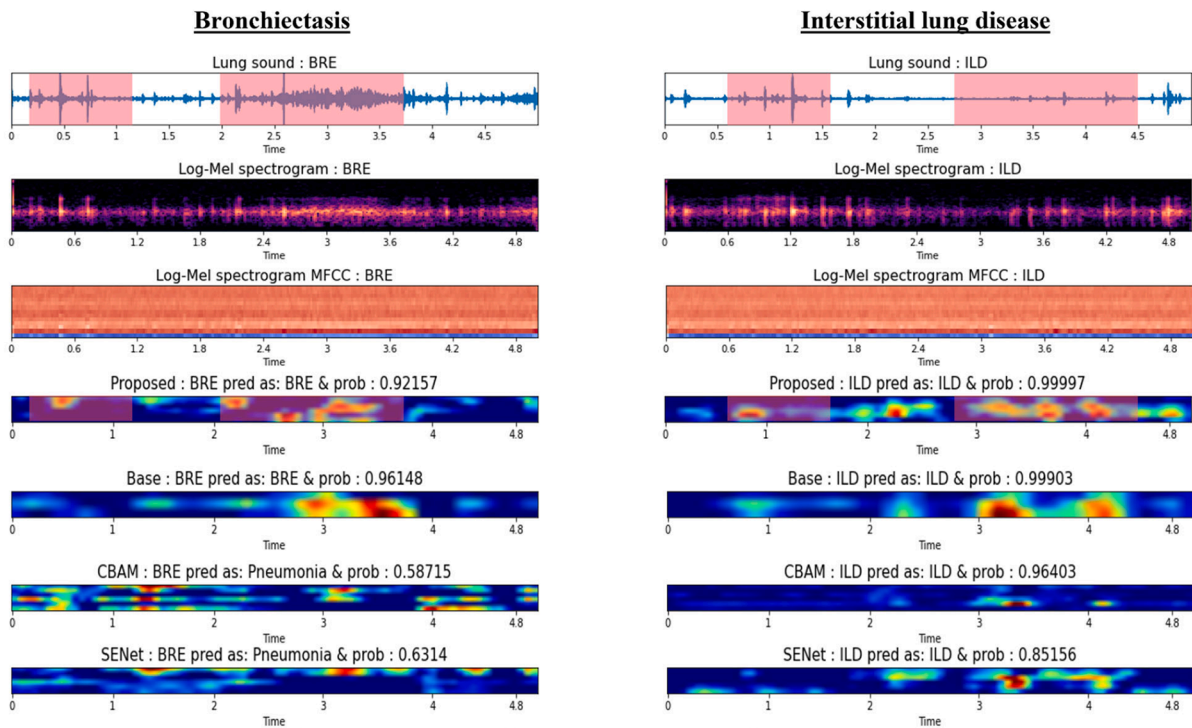 Bronchiectasis
Lung sound : BRE
0 0.5 1 1.5 2 2.5 3 3.5 4 4.5
Time
Log-Mel spectrogram : BRE
0 0.6 1.2 1.8 2.4 3 3.6 4.2 4.8
Time
Log-Mel spectrogram MFCC : BRE
0 0.6 1.2 1.8 2.4 3 3.6 4.2 4.8
Time
Proposed : BRE pred as: BRE & prob : 0.92157
0 1 2 3 4 4.8
Time
Base : BRE pred as: BRE & prob : 0.96148
0 1 2 3 4 4.8
Time
CBAM : BRE pred as: Pneumonia & prob : 0.58715
0 1 2 3 4 4.8
Time
SENet : BRE pred as: Pneumonia & prob : 0.6314
0 1 2 3 4 4.8
Time
Interstitial lung disease
Lung sound : ILD
0 0.5 1 1.5 2 2.5 3 3.5 4 4.5
Time
Log-Mel spectrogram : ILD
0 0.6 1.2 1.8 2.4 3 3.6 4.2 4.8
Time
Log-Mel spectrogram MFCC : ILD
0 0.6 1.2 1.8 2.4 3 3.6 4.2 4.8
Time
Proposed : ILD pred as: ILD & prob : 0.99997
0 1 2 3 4 4.8
Time
Base : ILD pred as: ILD & prob : 0.99903
0 1 2 3 4 4.8
Time
CBAM : ILD pred as: ILD & prob : 0.96403
0 1 2 3 4 4.8
Time
SENet : ILD pred as: ILD & prob : 0.85156
0 1 2 3 4 4.8
Time